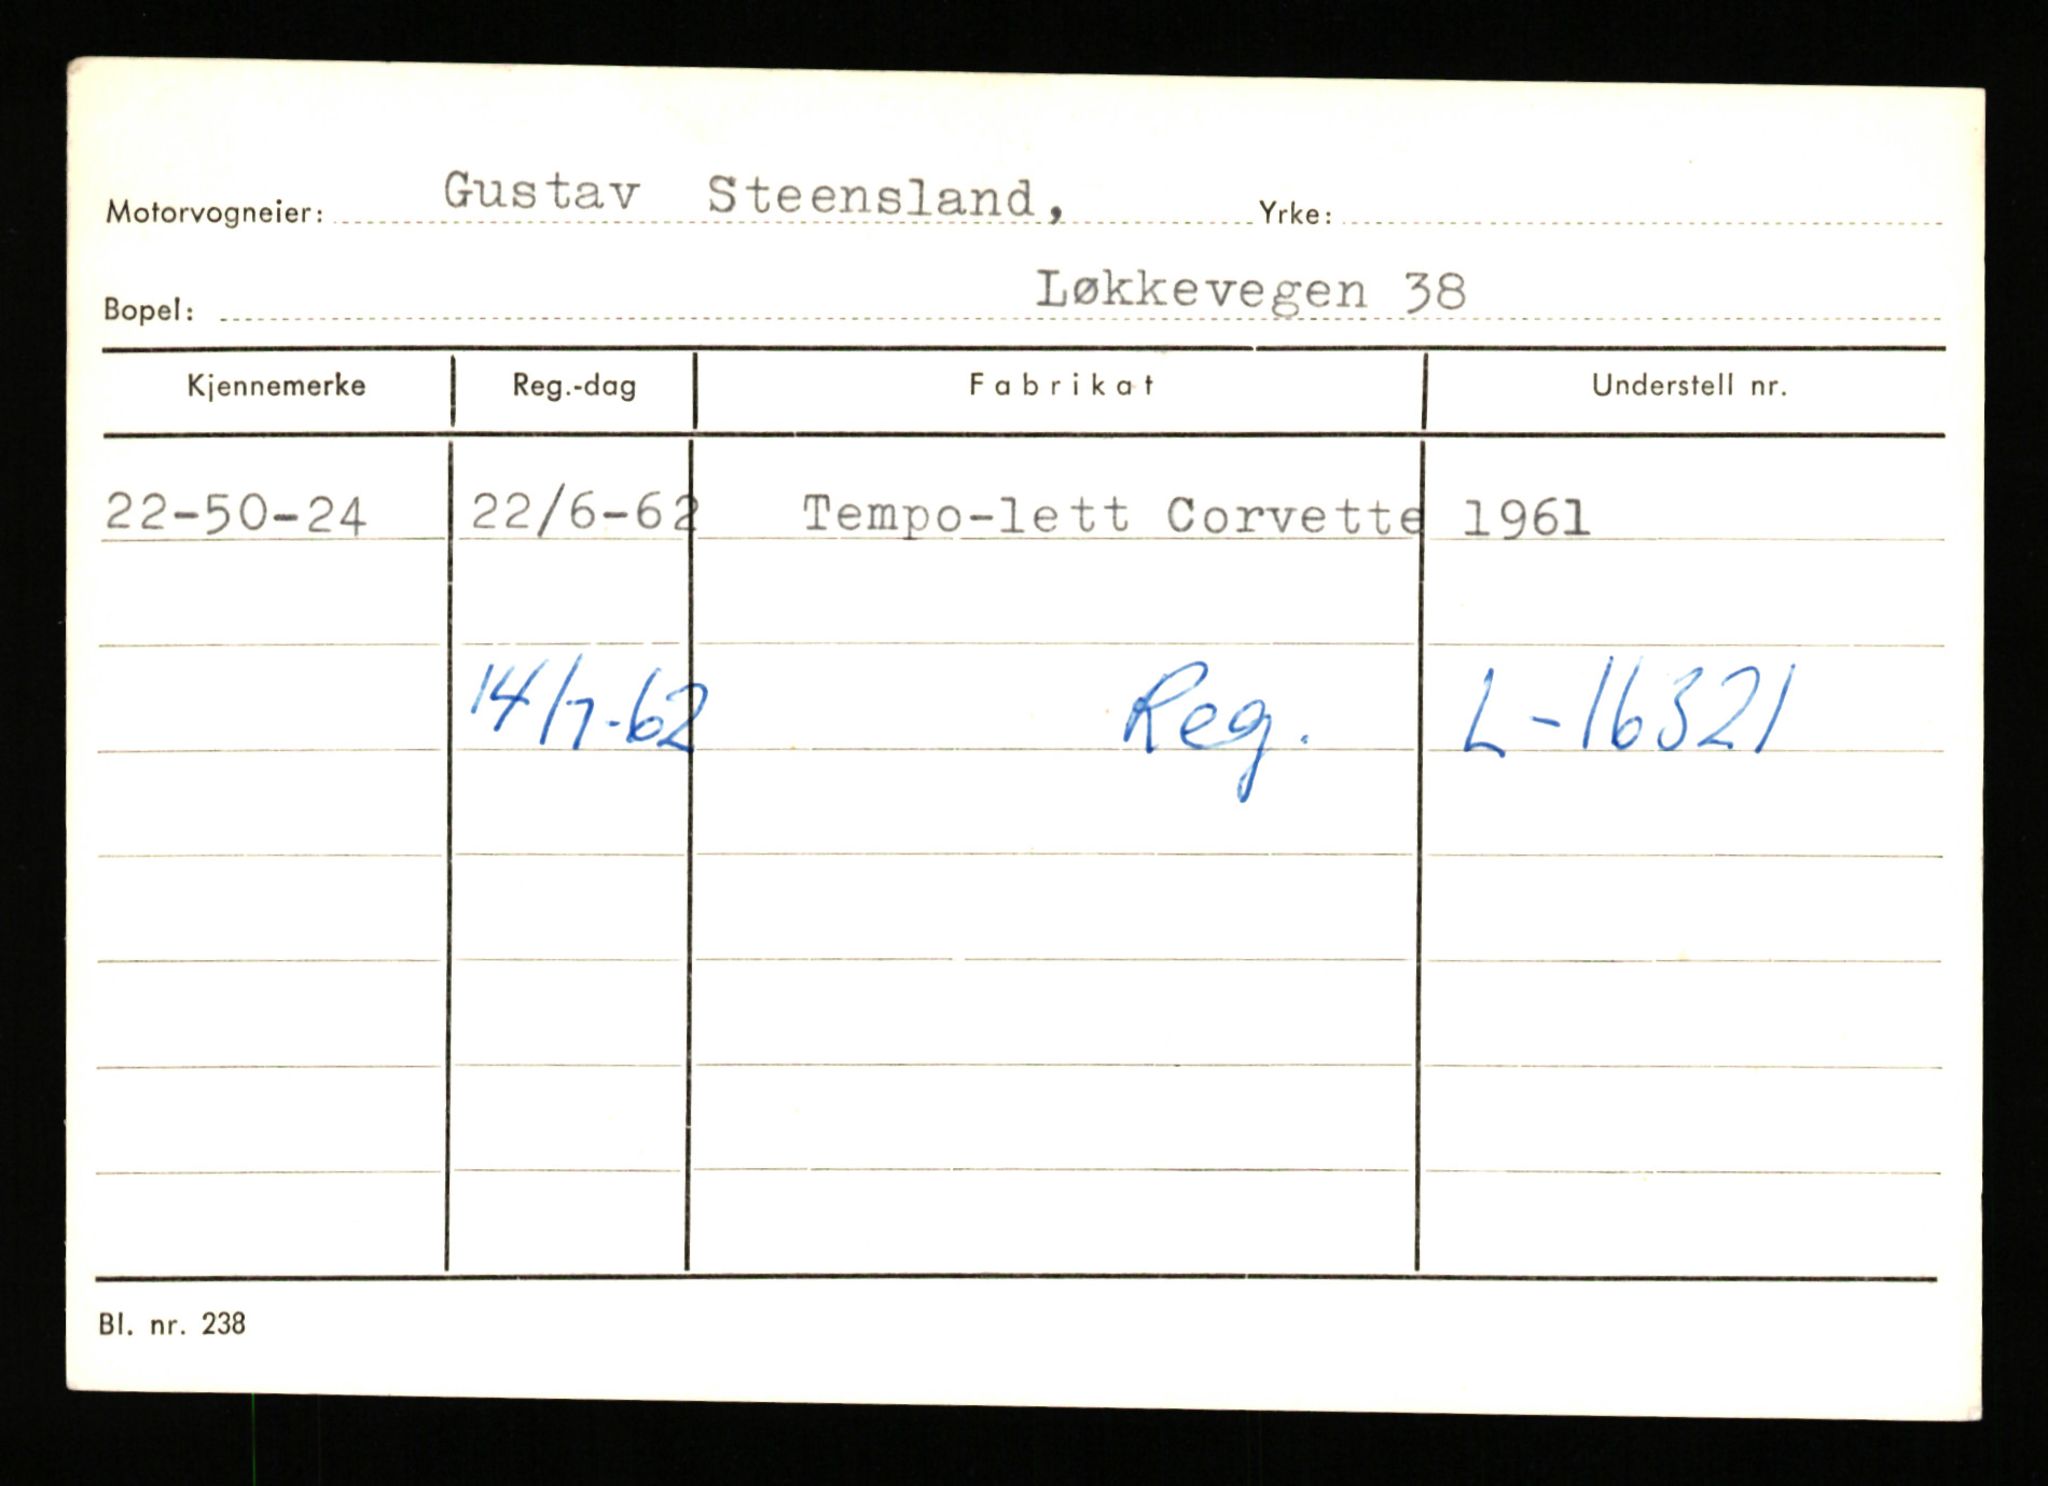 Motorvogneier: Gustav Steensland, Yrke:
Bopel: Løkkevegen 38
Kjennemerke Reg.-dag Fabrikat Understell nr.
22-50-24 22/6-62 Tempo-lett Corvette 1961
14/7-62 Reg. L-16321
Bl. nr. 238